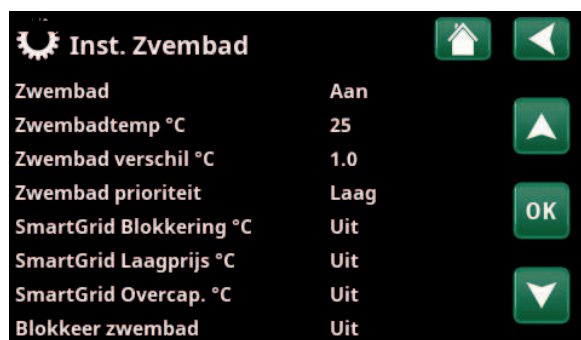 Inst. Zvembad
Zwembad Aan
Zwembadtemp °C 25
Zwembad verschil °C 1.0
Zwembad prioriteit Laag
SmartGrid Blokkering °C Uit
SmartGrid Laagprijs °C Uit
SmartGrid Overcap. °C Uit
Blokkeer zwembad Uit
OK